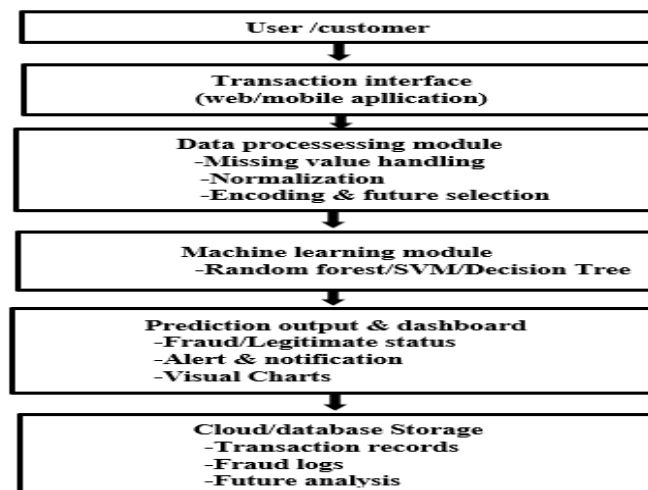 User /customer
Transaction interface
(web/mobile apllication)
Data processessing module
-Missing value handling
-Normalization
-Encoding & future selection
Machine learning module
-Random forest/SVM/Decision Tree
Prediction output & dashboard
-Fraud/Legitimate status
-Alert & notification
-Visual Charts
Cloud/database Storage
-Transaction records
-Fraud logs
-Future analysis